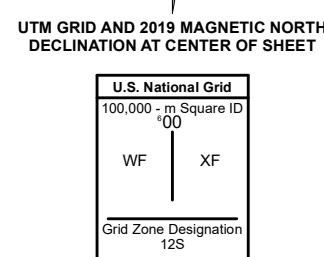 UTM GRID AND 2019 MAGNETIC NORTH
DECLINATION AT CENTER OF SHEET
U.S. National Grid
100,000 - m Square ID
⁶00
WF XF
Grid Zone Designation
12S